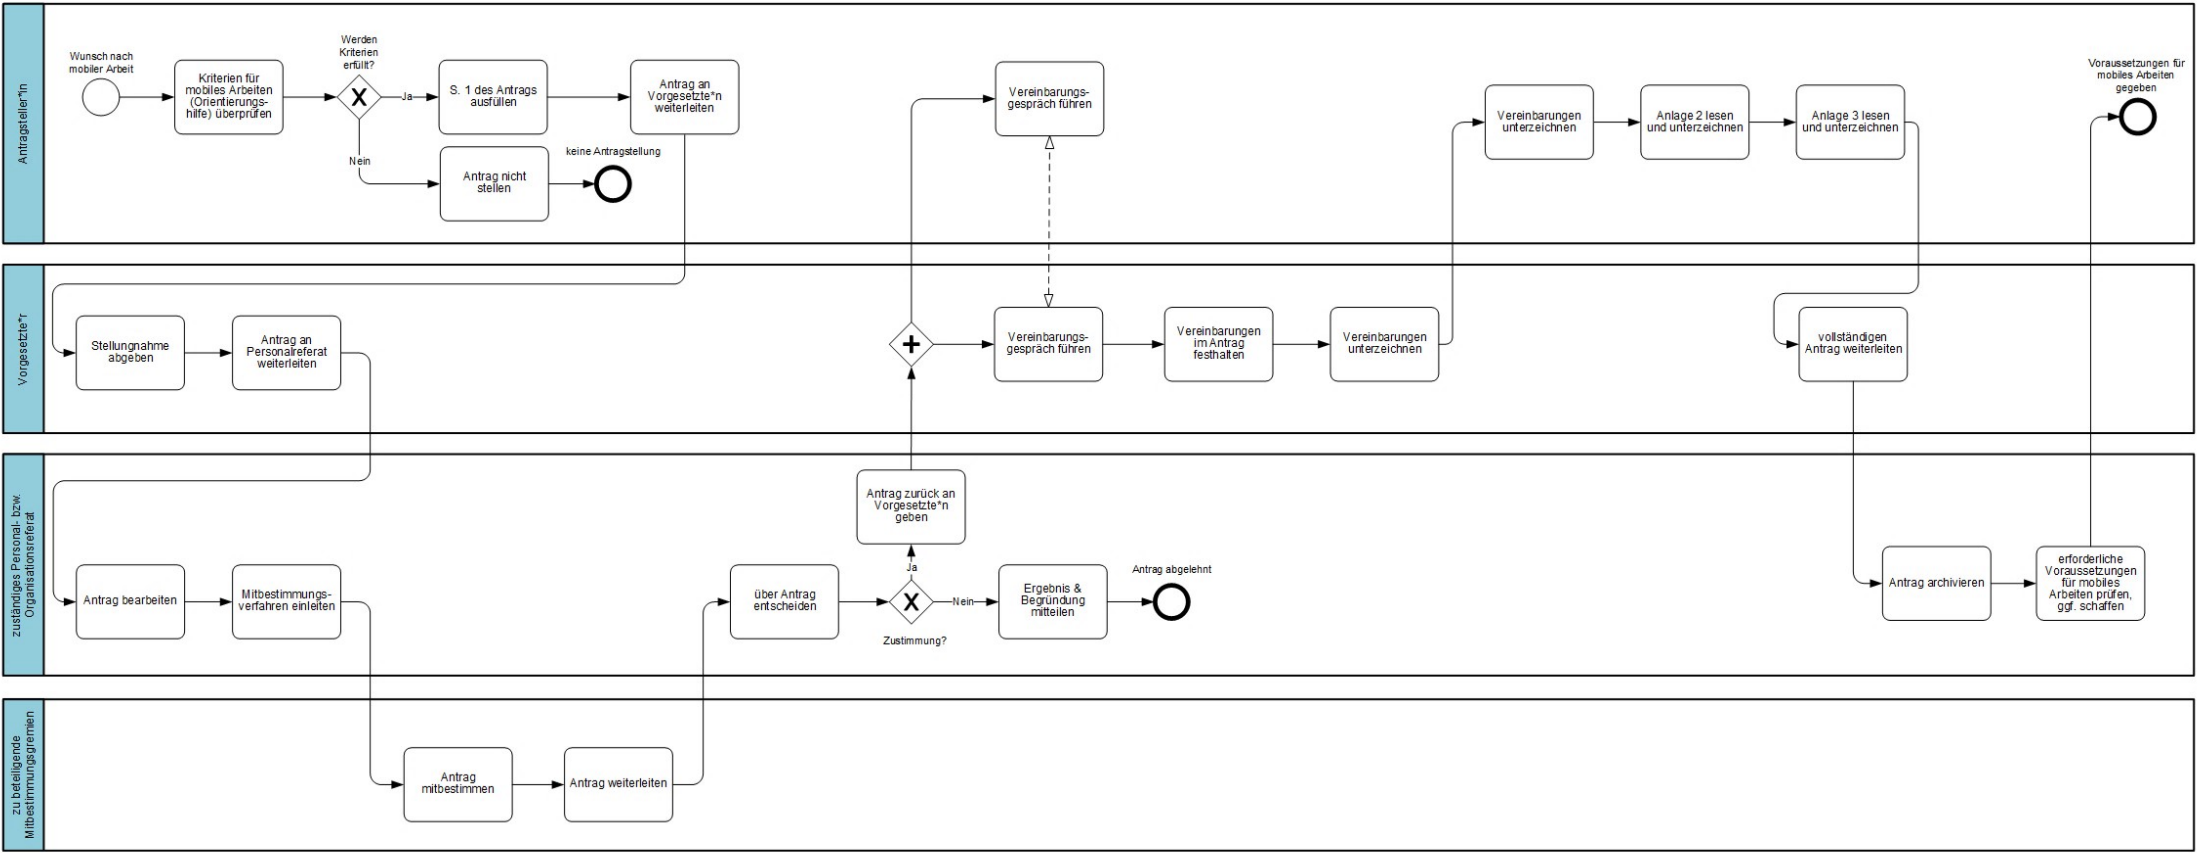 Antragsteller*in
Wunsch nach
mobiler Arbeit
Kriterien für
mobiles Arbeiten
(Orientierungs-
hilfe) überprüfen
Werden
Kriterien
erfüllt?
Ja
S. 1 des Antrags
ausfüllen
Antrag an
Vorgesetzte*n
weiterleiten
Nein
Antrag nicht
stellen
keine Antragstellung
Vereinbarungs-
gespräch führen
Vereinbarungen
unterzeichnen
Anlage 2 lesen
und unterzeichnen
Anlage 3 lesen
und unterzeichnen
Voraussetzungen für
mobiles Arbeiten
gegeben
Vorgesetzte*r
Stellungnahme
abgeben
Antrag an
Personalreferat
weiterleiten
Vereinbarungs-
gespräch führen
Vereinbarungen
im Antrag
festhalten
Vereinbarungen
unterzeichnen
vollständigen
Antrag weiterleiten
zuständiges Personal- bzw.
Organisationsreferat
Antrag bearbeiten
Mitbestimmungs-
verfahren einleiten
über Antrag
entscheiden
Antrag zurück an
Vorgesetzte*n
geben
Ja
Zustimmung?
Nein
Ergebnis &
Begründung
mitteilen
Antrag abgelehnt
Antrag archivieren
erforderliche
Voraussetzungen
für mobiles
Arbeiten prüfen,
ggf. schaffen
zu beteiligende
Mitbestimmungsgremien
Antrag
mitbestimmen
Antrag weiterleiten